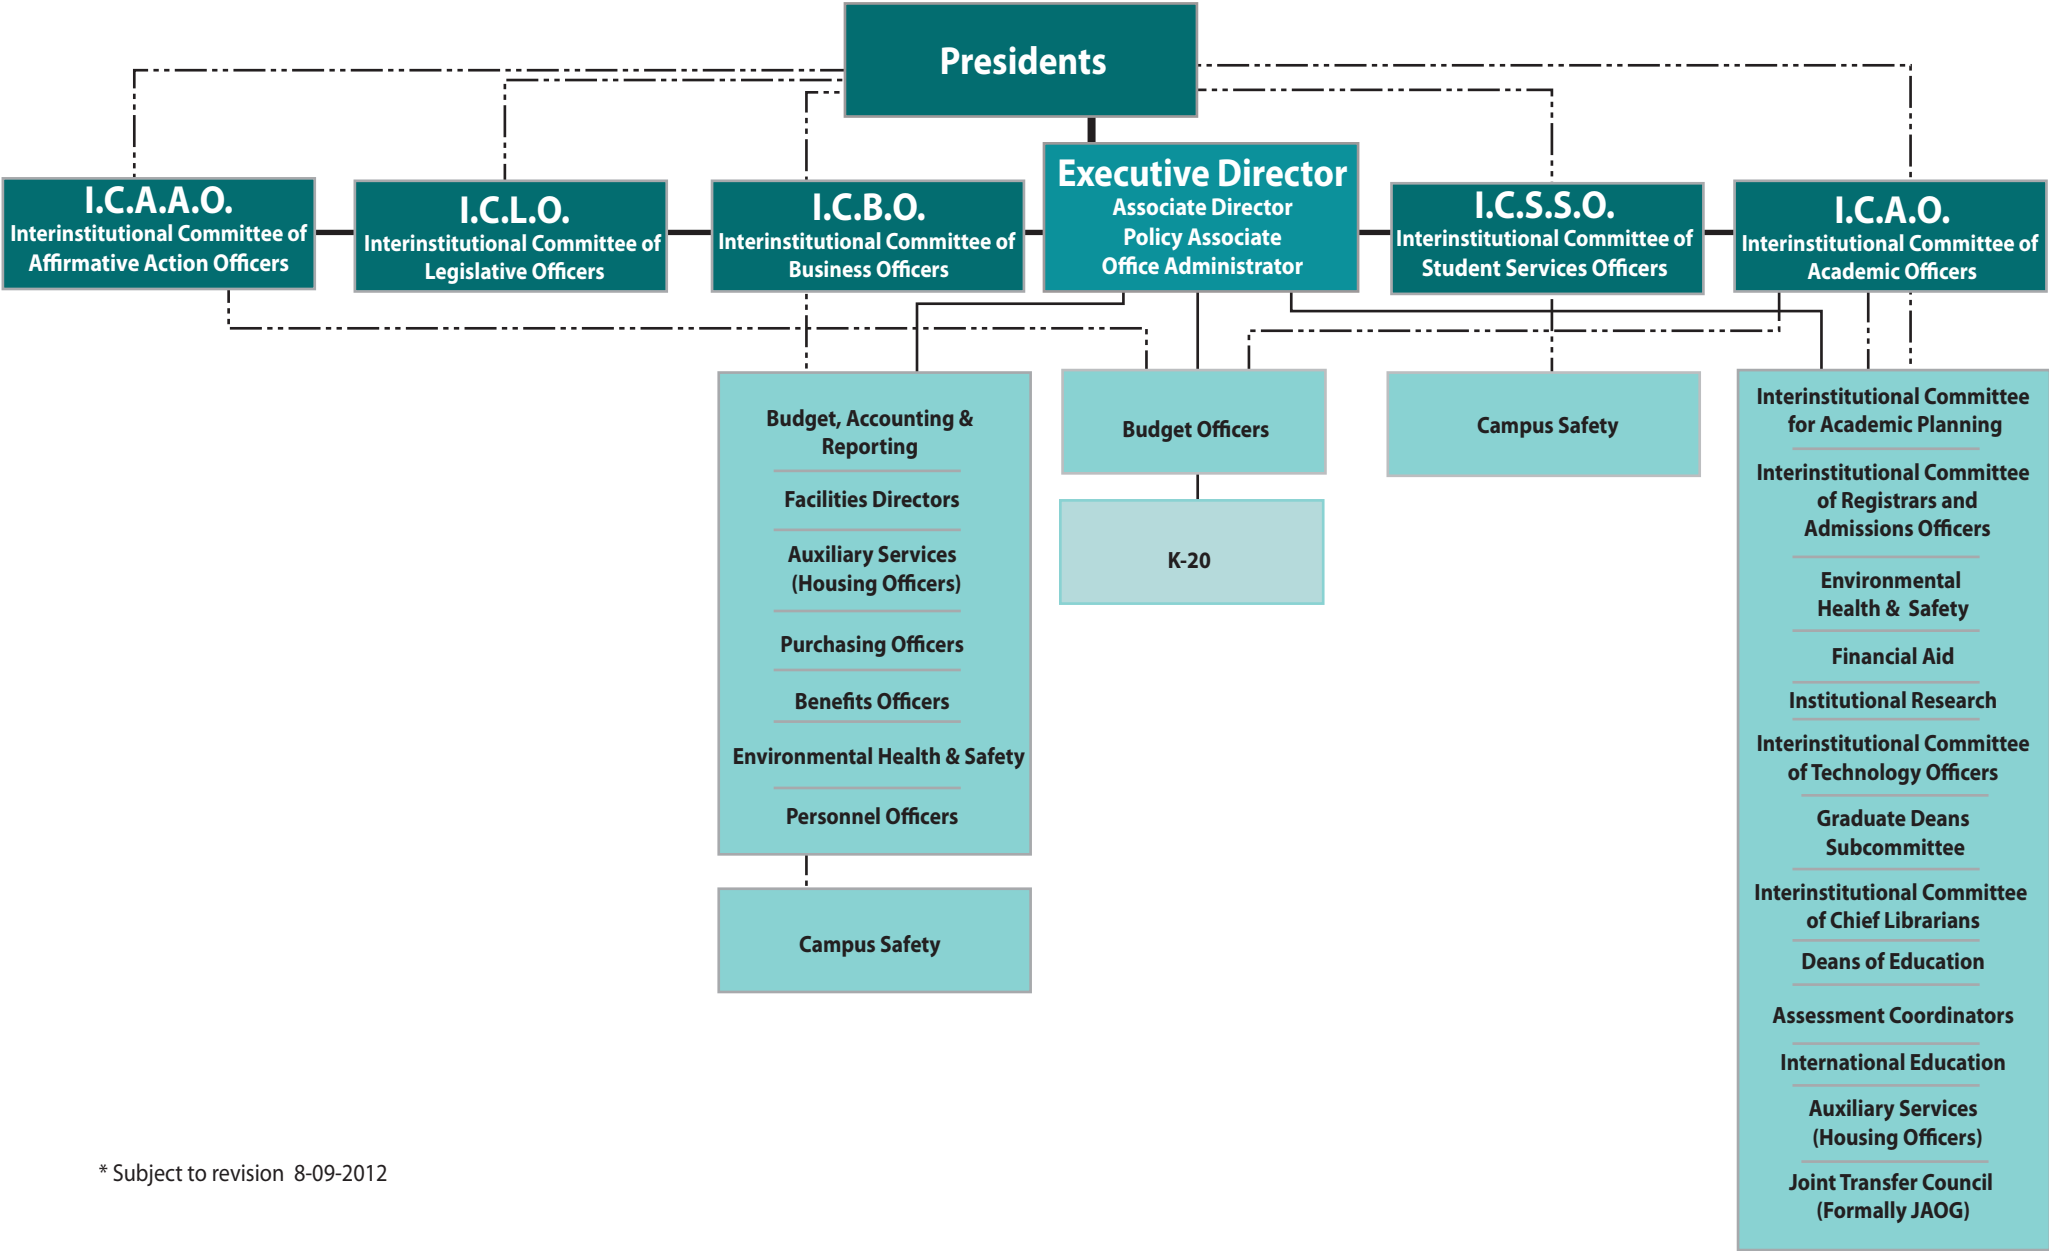 Presidents
I.C.A.A.O.
Interinstitutional Committee of
Affirmative Action Officers
I.C.L.O.
Interinstitutional Committee of
Legislative Officers
I.C.B.O.
Interinstitutional Committee of
Business Officers
Executive Director
Associate Director
Policy Associate
Office Administrator
I.C.S.S.O.
Interinstitutional Committee of
Student Services Officers
I.C.A.O.
Interinstitutional Committee of
Academic Officers
Budget, Accounting &
Reporting
Facilities Directors
Auxiliary Services
(Housing Officers)
Purchasing Officers
Benefits Officers
Environmental Health & Safety
Personnel Officers
Campus Safety
Budget Officers
K-20
Campus Safety
Interinstitutional Committee
for Academic Planning
Interinstitutional Committee
of Registrars and
Admissions Officers
Environmental
Health & Safety
Financial Aid
Institutional Research
Interinstitutional Committee
of Technology Officers
Graduate Deans
Subcommittee
Interinstitutional Committee
of Chief Librarians
Deans of Education
Assessment Coordinators
International Education
Auxiliary Services
(Housing Officers)
Joint Transfer Council
(Formally JAOG)
* Subject to revision 8-09-2012